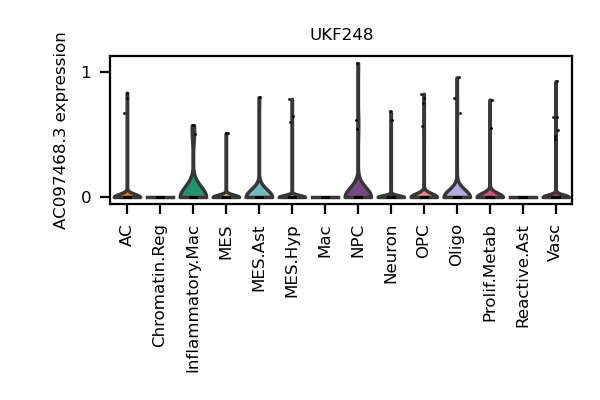 UKF248
AC097468.3 expression
1
0
AC
Chromatin.Reg
Inflammatory.Mac
MES
MES.Ast
MES.Hyp
Mac
NPC
Neuron
OPC
Oligo
Prolif.Metab
Reactive.Ast
Vasc